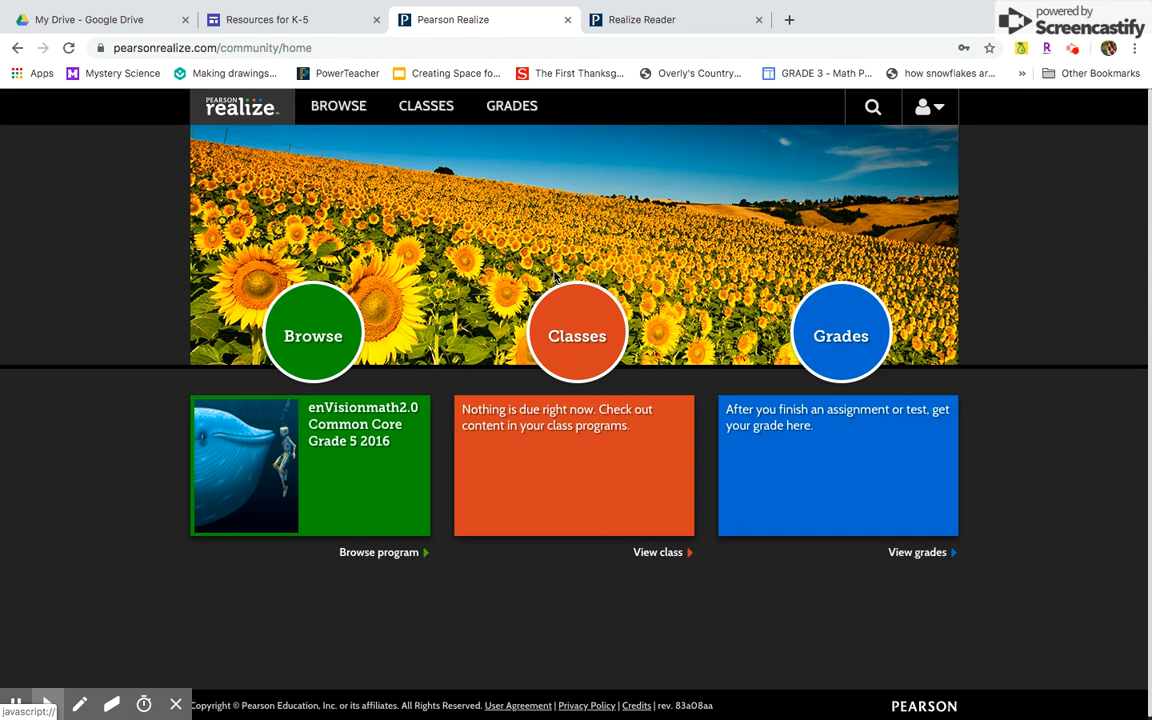 powered by
Screencastify
My Drive - Google Drive
Resources for K-5
Pearson Realize
Realize Reader
pearsonrealize.com/community/home
Apps
Mystery Science
Making drawings...
PowerTeacher
Creating Space fo...
The First Thanksg...
Overly's Country...
GRADE 3 - Math P...
how snowflakes ar...
»
Other Bookmarks
PEARSON
realize™
BROWSE
CLASSES
GRADES
Browse
Classes
Grades
enVisionmath2.0
Common Core
Grade 5 2016
Nothing is due right now. Check out
content in your class programs.
After you finish an assignment or test, get
your grade here.
Browse program
View class
View grades
javascript://
opyright © Pearson Education, Inc. or its affiliates. All Rights Reserved. User Agreement | Privacy Policy | Credits | rev. 83a08aa
PEARSON